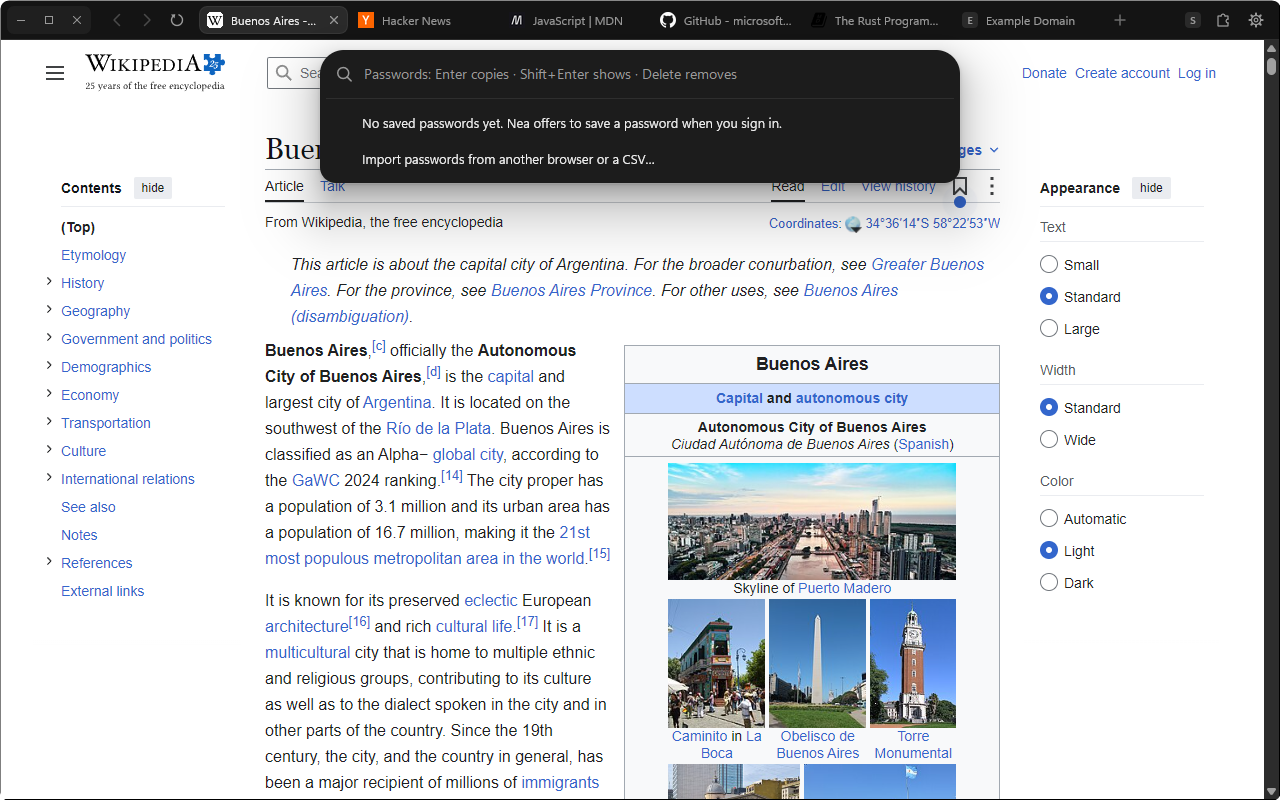 Buenos Aires -...
Hacker News
JavaScript | MDN
GitHub - microsoft...
The Rust Program...
E
Example Domain
S
WIKIPEDIA 25
25 years of the free encyclopedia
Passwords: Enter copies · Shift+Enter shows · Delete removes
No saved passwords yet. Nea offers to save a password when you sign in.
Import passwords from another browser or a CSV...
Donate Create account Log in
Article Talk
Read Edit View history
From Wikipedia, the free encyclopedia
Coordinates: 34°36′14″S 58°22′53″W
Contents hide
(Top)
Etymology
History
Geography
Government and politics
Demographics
Economy
Transportation
Culture
International relations
See also
Notes
References
External links
This article is about the capital city of Argentina. For the broader conurbation, see Greater Buenos
Aires. For the province, see Buenos Aires Province. For other uses, see Buenos Aires
(disambiguation).
Buenos Aires,[c] officially the Autonomous
City of Buenos Aires,[d] is the capital and
largest city of Argentina. It is located on the
southwest of the Río de la Plata. Buenos Aires is
classified as an Alpha− global city, according to
the GaWC 2024 ranking.[14] The city proper has
a population of 3.1 million and its urban area has
a population of 16.7 million, making it the 21st
most populous metropolitan area in the world.[15]
It is known for its preserved eclectic European
architecture[16] and rich cultural life.[17] It is a
multicultural city that is home to multiple ethnic
and religious groups, contributing to its culture
as well as to the dialect spoken in the city and in
other parts of the country. Since the 19th
century, the city, and the country in general, has
been a major recipient of millions of immigrants
Buenos Aires
Capital and autonomous city
Autonomous City of Buenos Aires
Ciudad Autónoma de Buenos Aires (Spanish)
Skyline of Puerto Madero
Caminito in La
Boca
Obelisco de
Buenos Aires
Torre
Monumental
Appearance hide
Text
Small
Standard
Large
Width
Standard
Wide
Color
Automatic
Light
Dark